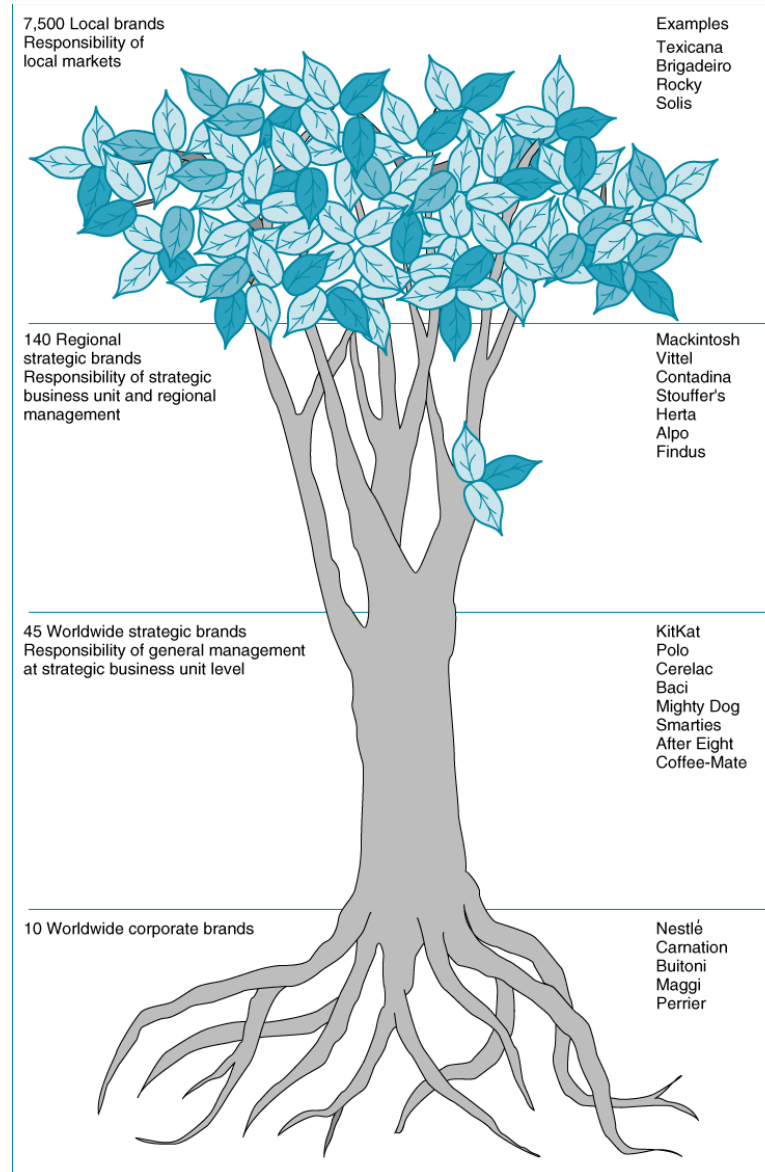 7,500 Local brands
Responsibility of
local markets
Examples
Texicana
Brigadeiro
Rocky
Solis
140 Regional
strategic brands
Responsibility of strategic
business unit and regional
management
Mackintosh
Vittel
Contadina
Stouffer's
Herta
Alpo
Findus
45 Worldwide strategic brands
Responsibility of general management
at strategic business unit level
KitKat
Polo
Cerelac
Baci
Mighty Dog
Smarties
After Eight
Coffee-Mate
10 Worldwide corporate brands
Nestlé
Carnation
Buitoni
Maggi
Perrier